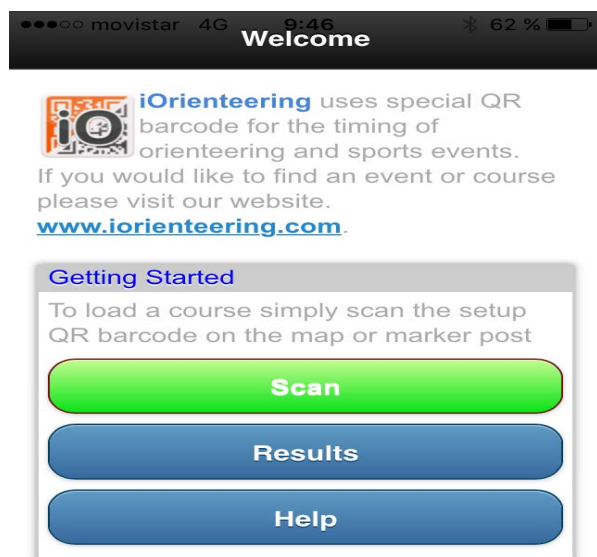 movistar 4G 9:46 62 %
Welcome
iO
iOrienteering uses special QR
barcode for the timing of
orienteering and sports events.
If you would like to find an event or course
please visit our website.
www.iorienteering.com.
Getting Started
To load a course simply scan the setup
QR barcode on the map or marker post
Scan
Results
Help